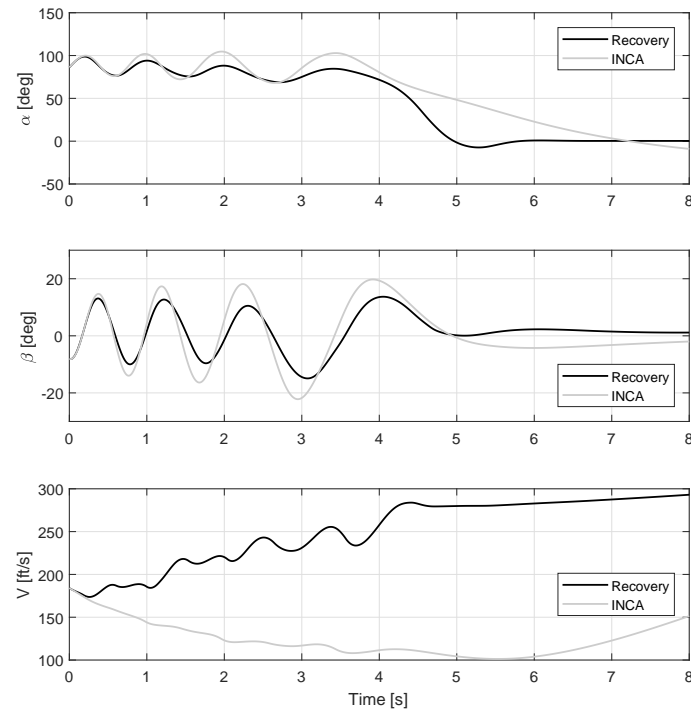 150
100
50
0
-50
α [deg]
Recovery
INCA
0 1 2 3 4 5 6 7 8
20
0
-20
β [deg]
Recovery
INCA
0 1 2 3 4 5 6 7 8
300
250
200
150
100
V [ft/s]
Recovery
INCA
0 1 2 3 4 5 6 7 8
Time [s]